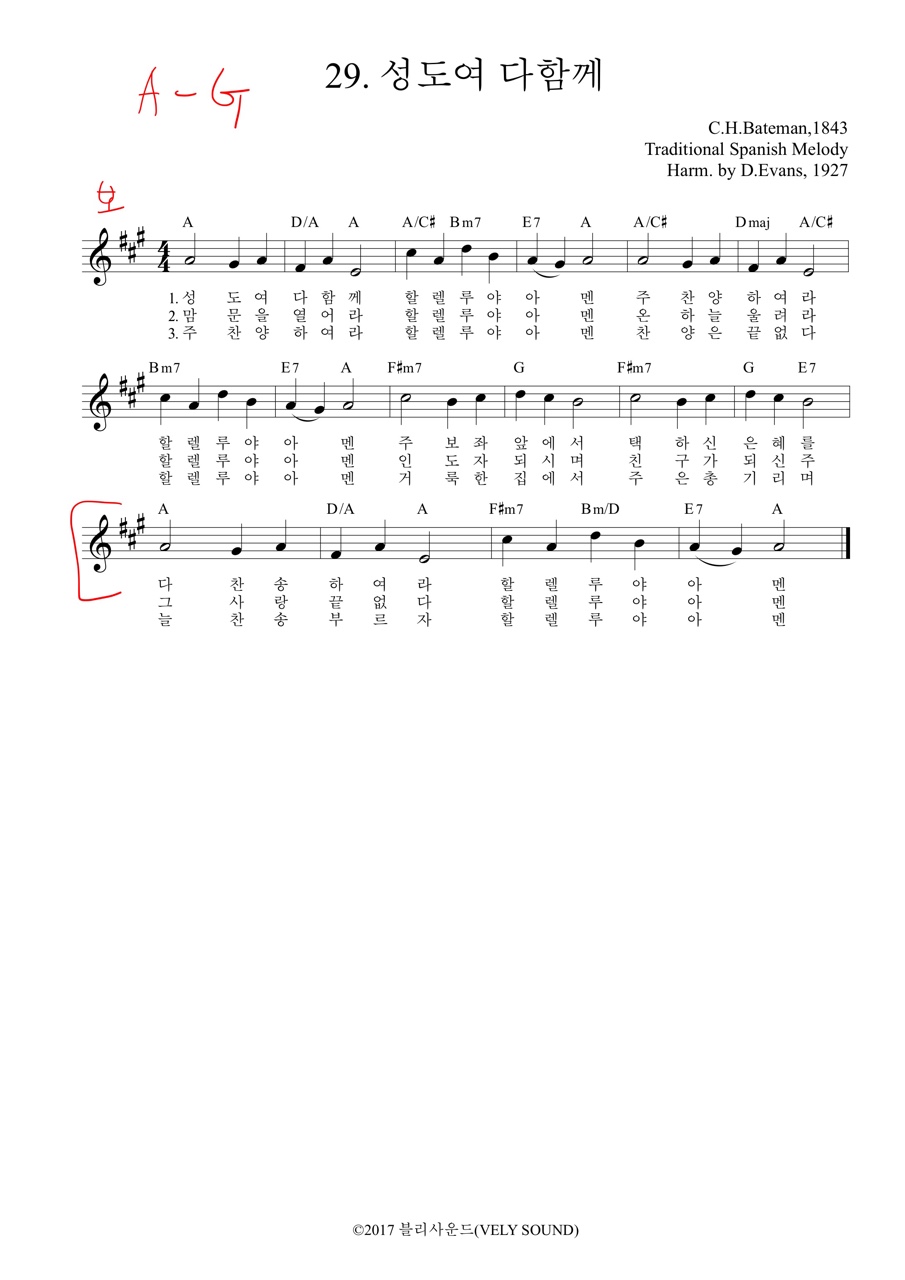 29. 성도여 다함께
A - G
C.H.Bateman,1843
Traditional Spanish Melody
Harm. by D.Evans, 1927
A D/A A A/C♯ Bm7 E7 A A/C♯ Dmaj A/C♯
1. 성 도 여 다 함 께 할 렐 루 야 아 멘 주 찬 양 하 여 라
2. 맘 문 을 열 어 라 할 렐 루 야 아 멘 온 하 늘 울 려 라
3. 주 찬 양 하 여 라 할 렐 루 야 아 멘 찬 양 은 끝 없 다
Bm7 E7 A F♯m7 G F♯m7 G E7
할 렐 루 야 아 멘 주 보 좌 앞 에 서 택 하 신 은 혜 를
할 렐 루 야 아 멘 인 도 자 되 시 며 친 구 가 되 신 주
할 렐 루 야 아 멘 거 룩 한 집 에 서 주 은 총 기 리 며
A D/A A F♯m7 Bm/D E7 A
다 찬 송 하 여 라 할 렐 루 야 아 멘
그 사 랑 끝 없 다 할 렐 루 야 아 멘
늘 찬 송 부 르 자 할 렐 루 야 아 멘
©2017 블리사운드(VELY SOUND)